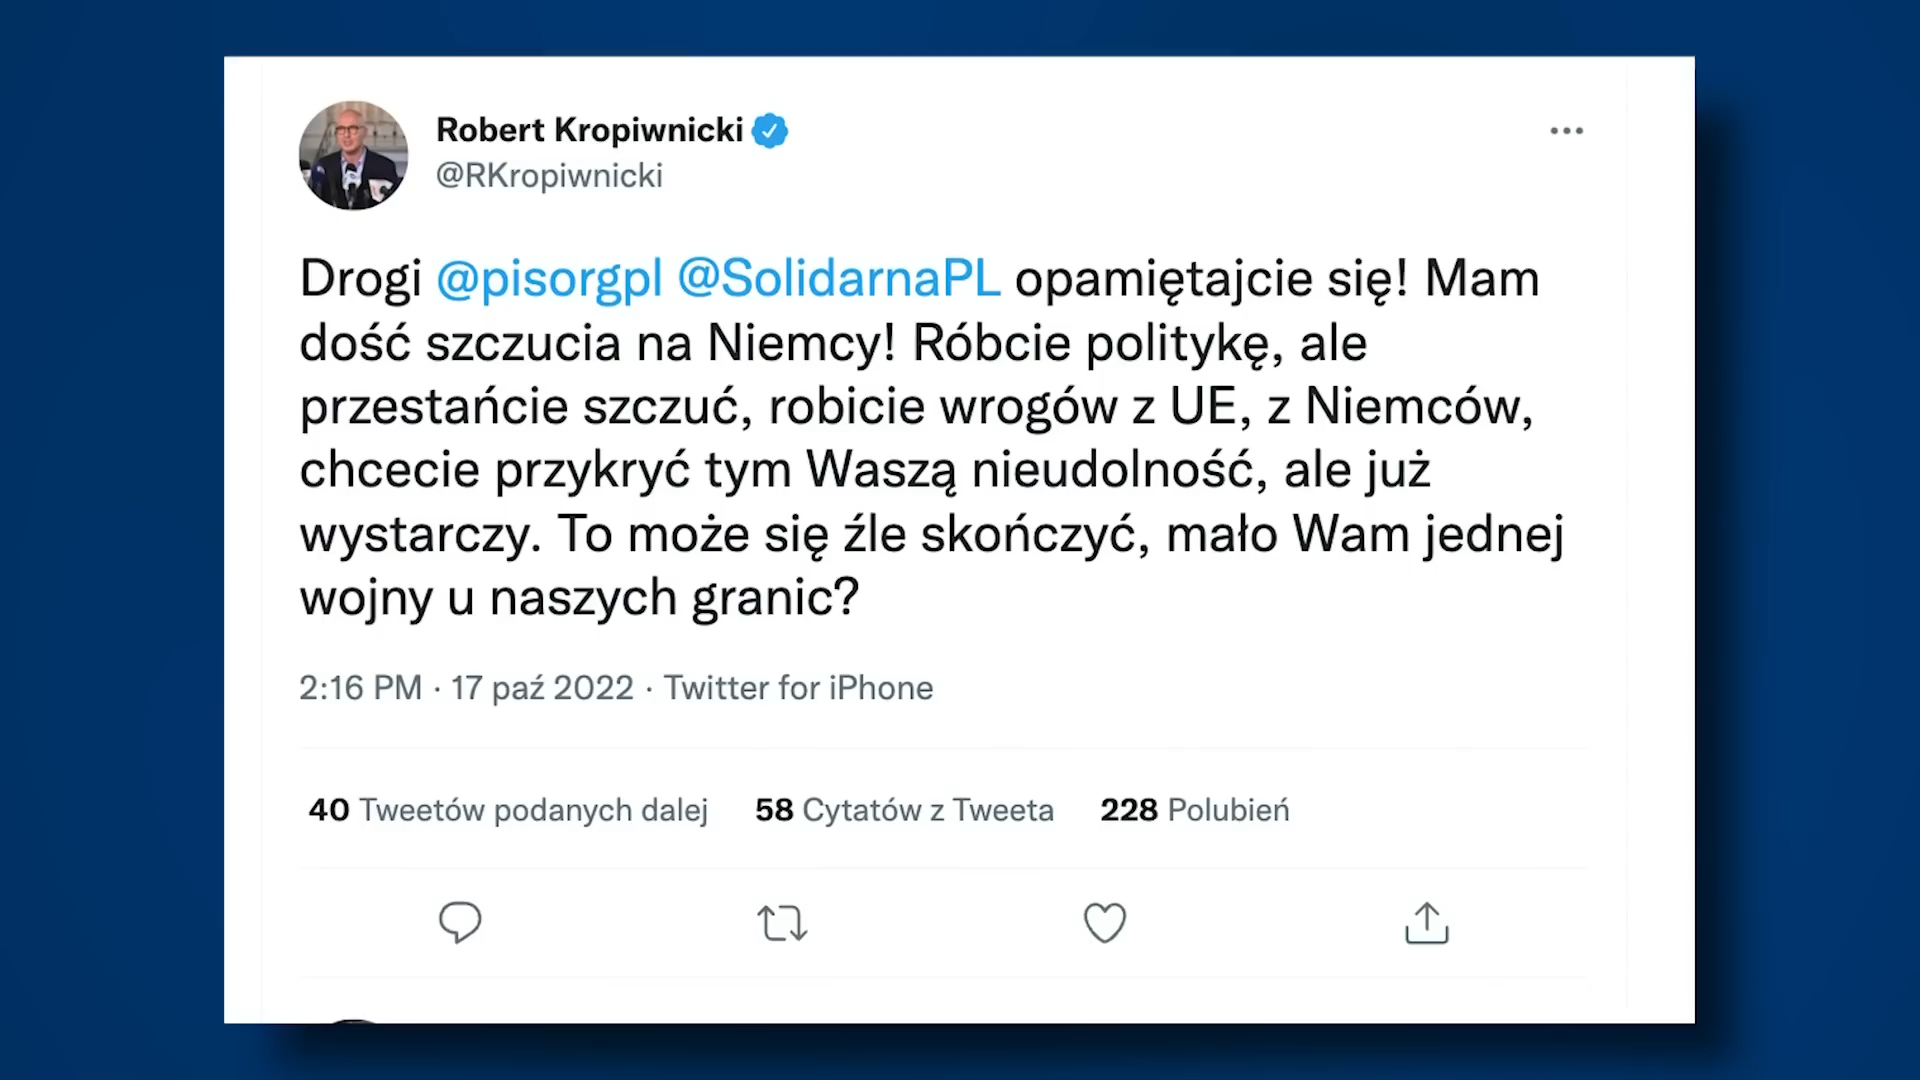 Robert Kropiwnicki
@RKropiwnicki
Drogi @pisorgpl @SolidarnaPL opamiętajcie się! Mam
dość szczucia na Niemcy! Róbcie politykę, ale
przestańcie szczuć, robicie wrogów z UE, z Niemców,
chcecie przykryć tym Waszą nieudolność, ale już
wystarczy. To może się źle skończyć, mało Wam jednej
wojny u naszych granic?
2:16 PM · 17 paź 2022 · Twitter for iPhone
40 Tweetów podanych dalej 58 Cytatów z Tweeta 228 Polubień